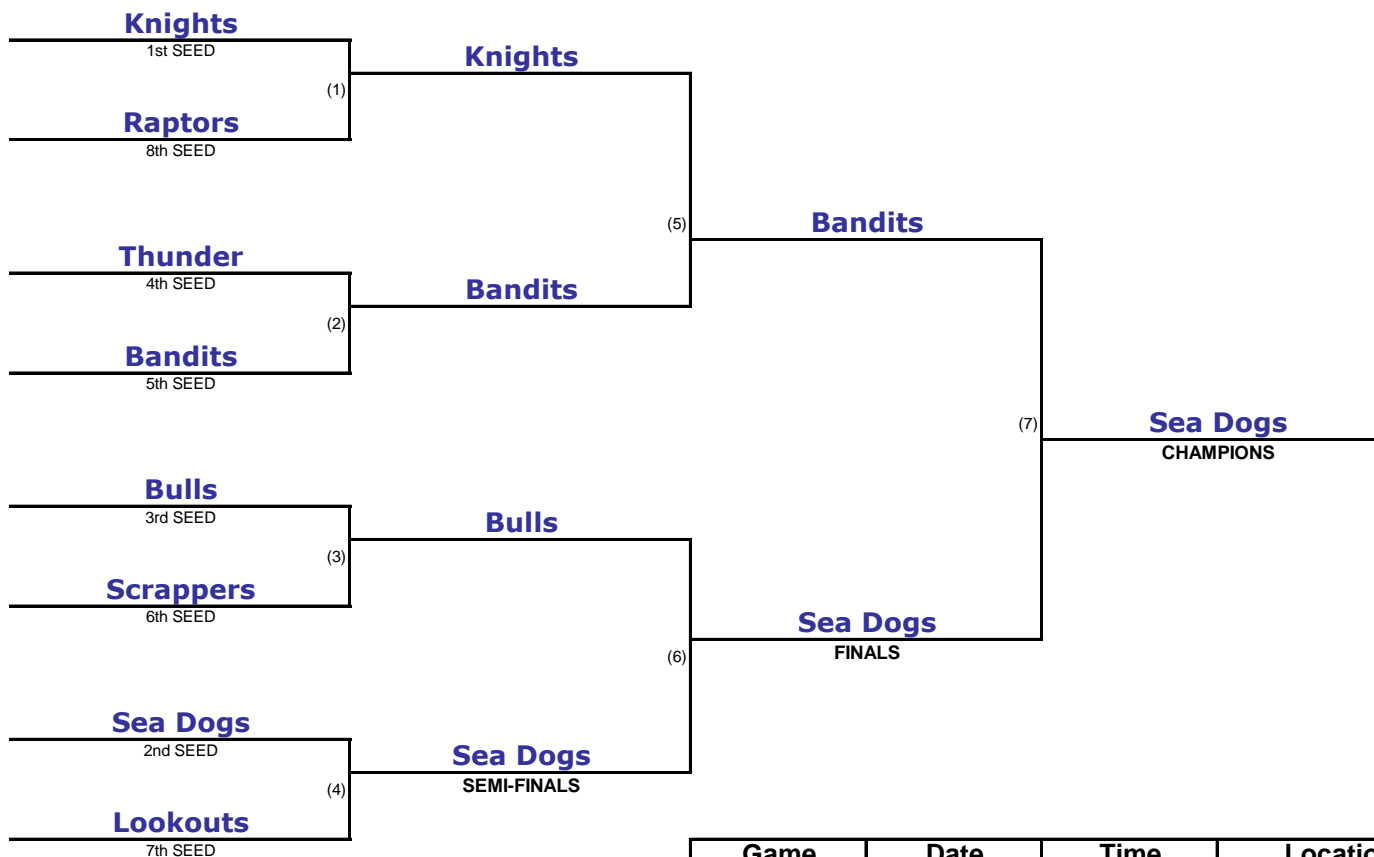 Knights
1st SEED
Knights
(1)
Raptors
8th SEED
(5)
Bandits
Thunder
4th SEED
Bandits
(2)
Bandits
5th SEED
(7)
Sea Dogs
CHAMPIONS
Bulls
3rd SEED
Bulls
(3)
Scrappers
6th SEED
Sea Dogs
FINALS
(6)
Sea Dogs
2nd SEED
Sea Dogs
SEMI-FINALS
(4)
Lookouts
7th SEED
Game Date Time Locatio